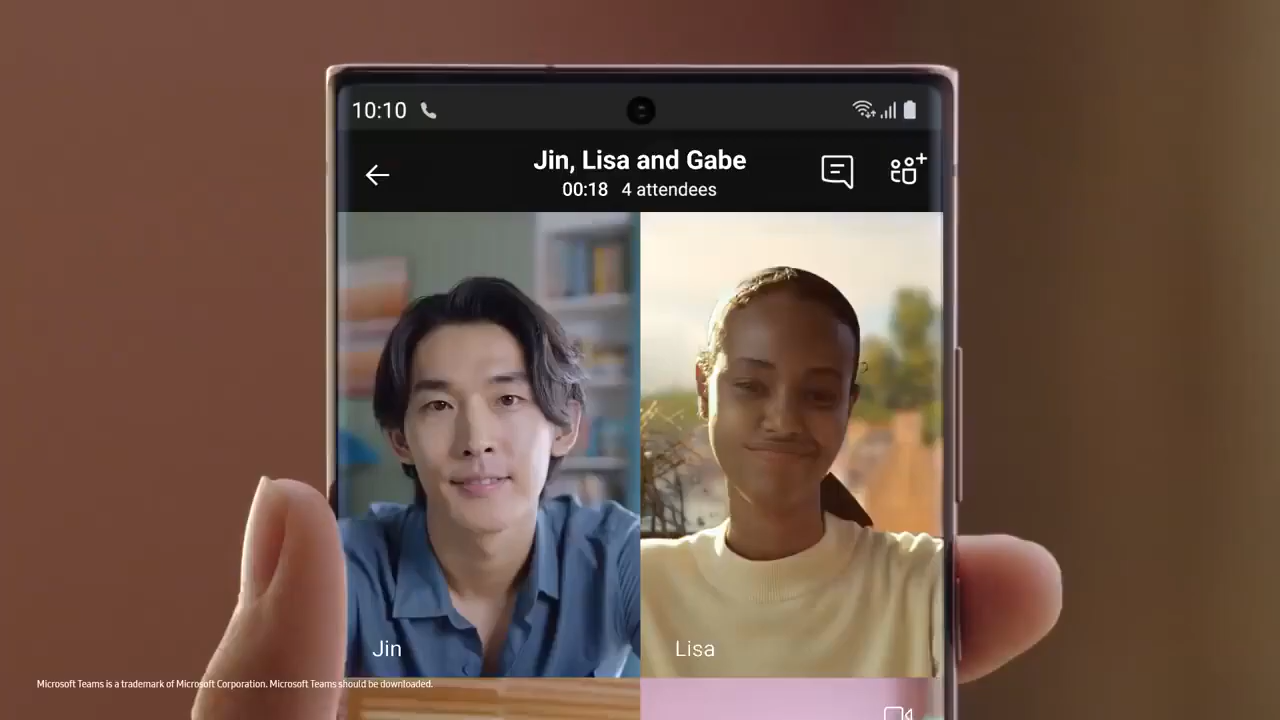 10:10
Jin, Lisa and Gabe
00:18 4 attendees
Jin
Lisa
Microsoft Teams is a trademark of Microsoft Corporation. Microsoft Teams should be downloaded.